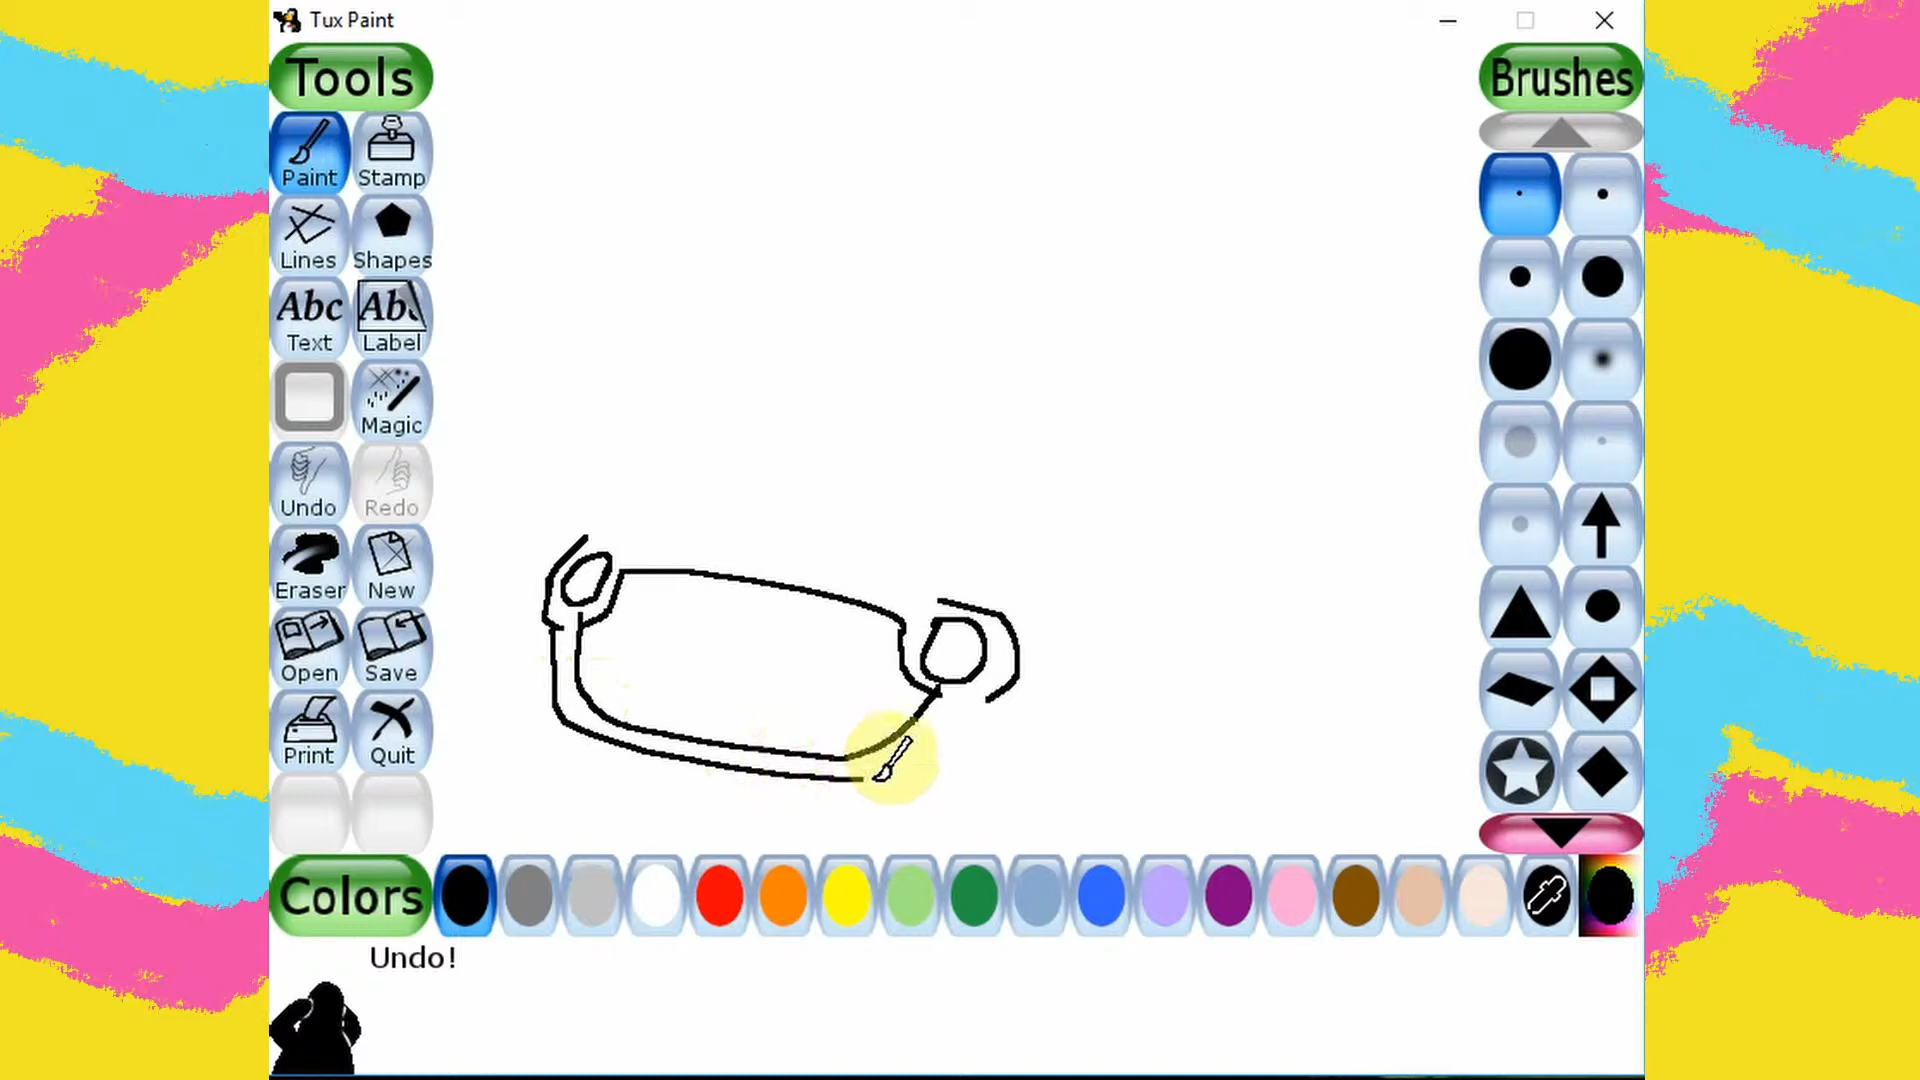 Tux Paint
Tools
Brushes
Paint
Stamp
Lines
Shapes
Abc
Abc
Text
Label
Magic
Undo
Redo
Eraser
New
Open
Save
Print
Quit
Colors
Undo!